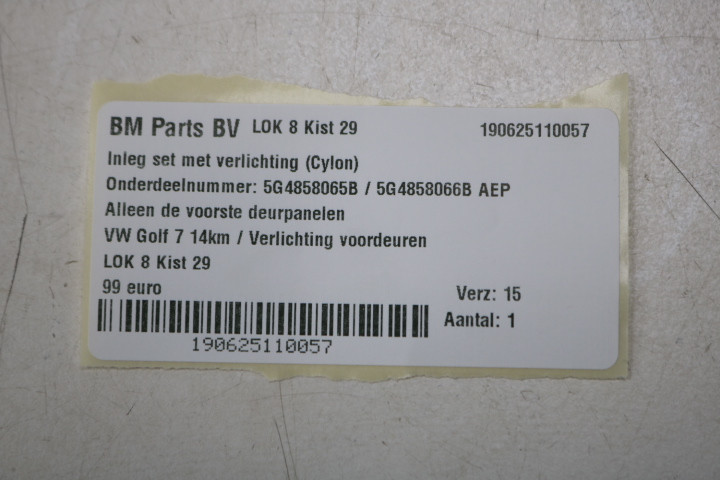 BM Parts BV LOK 8 Kist 29 190625110057
Inleg set met verlichting (Cylon)
Onderdeelnummer: 5G4858065B / 5G4858066B AEP
Alleen de voorste deurpanelen
VW Golf 7 14km / Verlichting voordeuren
LOK 8 Kist 29
99 euro Verz: 15
Aantal: 1
190625110057